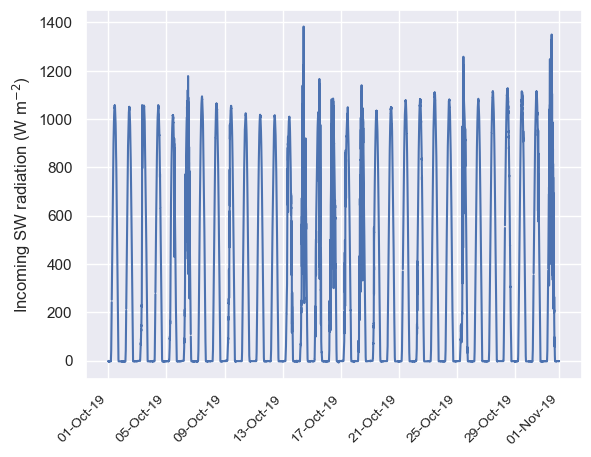 1400
1200
1000
800
600
400
200
0
Incoming SW radiation (W m⁻²)
01-Oct-19
05-Oct-19
09-Oct-19
13-Oct-19
17-Oct-19
21-Oct-19
25-Oct-19
29-Oct-19
01-Nov-19